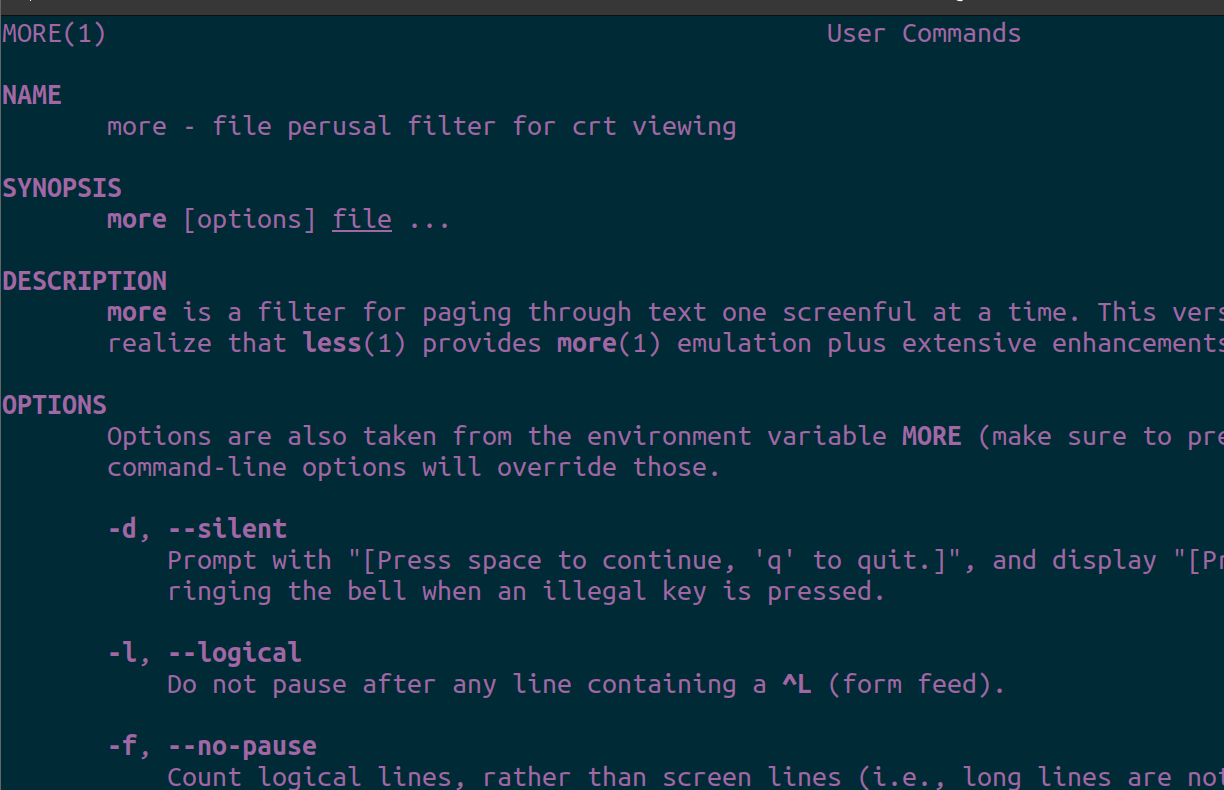 MORE(1) User Commands
NAME
more - file perusal filter for crt viewing
SYNOPSIS
more [options] file ...
DESCRIPTION
more is a filter for paging through text one screenful at a time. This vers
realize that less(1) provides more(1) emulation plus extensive enhancements
OPTIONS
Options are also taken from the environment variable MORE (make sure to pre
command-line options will override those.
-d, --silent
Prompt with "[Press space to continue, 'q' to quit.]", and display "[Pr
ringing the bell when an illegal key is pressed.
-l, --logical
Do not pause after any line containing a ^L (form feed).
-f, --no-pause
Count logical lines, rather than screen lines (i.e., long lines are not